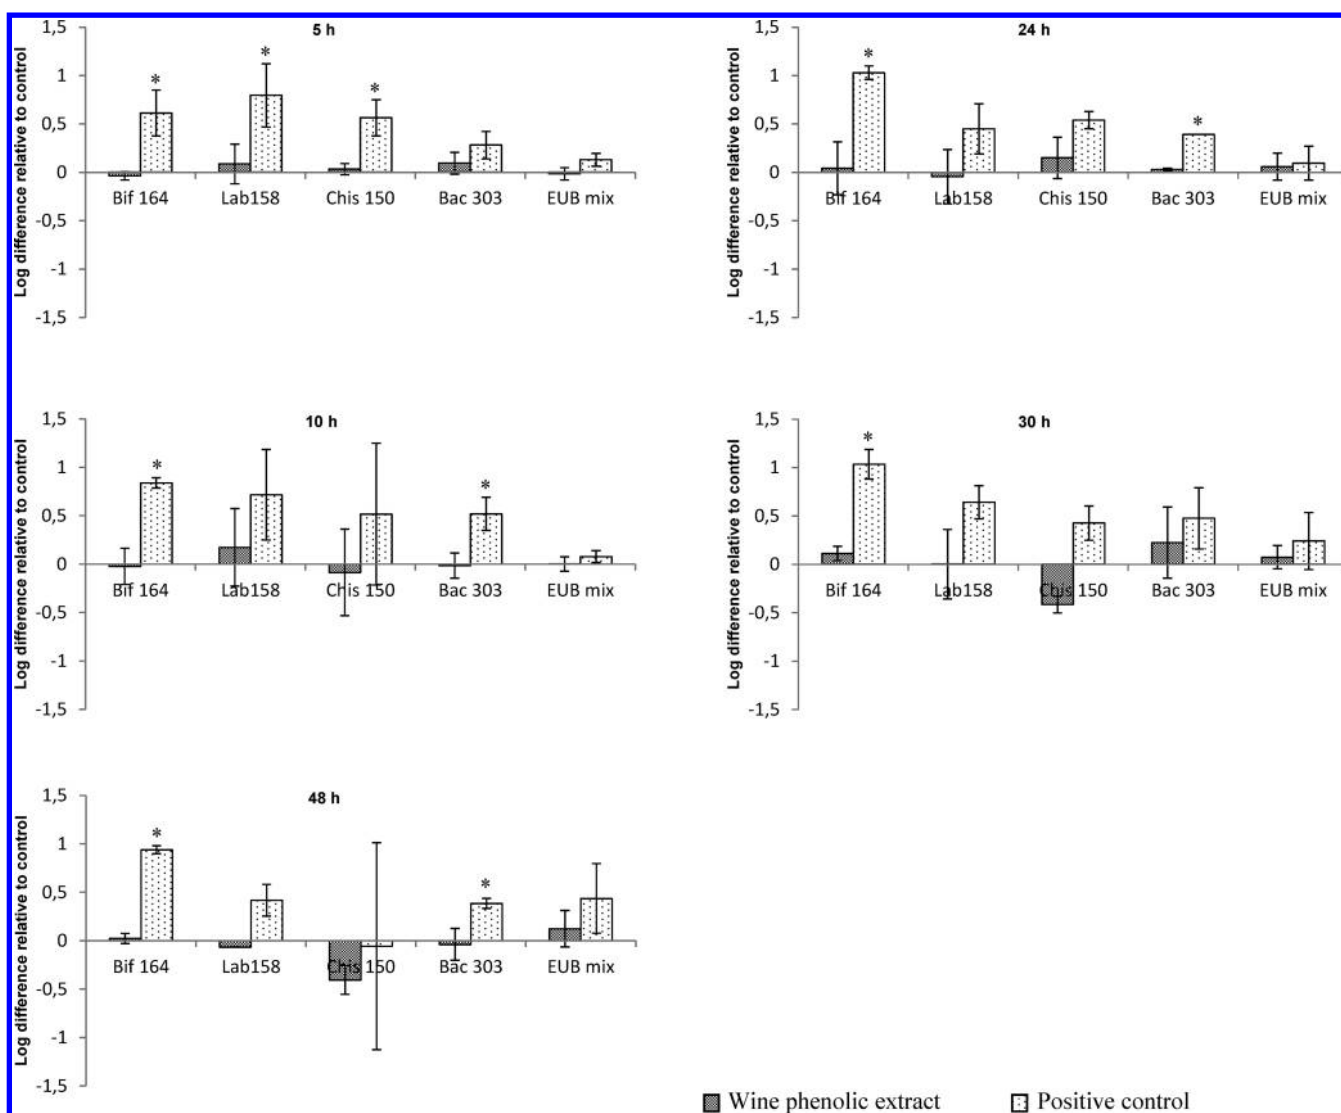 5 h
Log difference relative to control
1,5
1
0,5
0
-0,5
-1
-1,5
Bif 164 Lab158 Chis 150 Bac 303 EUB mix
* * *
24 h
Log difference relative to control
1,5
1
0,5
0
-0,5
-1
-1,5
Bif 164 Lab158 Chis 150 Bac 303 EUB mix
* *
10 h
Log difference relative to control
1,5
1
0,5
0
-0,5
-1
-1,5
Bif 164 Lab158 Chis 150 Bac 303 EUB mix
* *
30 h
Log difference relative to control
1,5
1
0,5
0
-0,5
-1
-1,5
Bif 164 Lab158 Chis 150 Bac 303 EUB mix
*
48 h
Log difference relative to control
1,5
1
0,5
0
-0,5
-1
-1,5
Bif 164 Lab158 Chis 150 Bac 303 EUB mix
* *
Wine phenolic extract Positive control